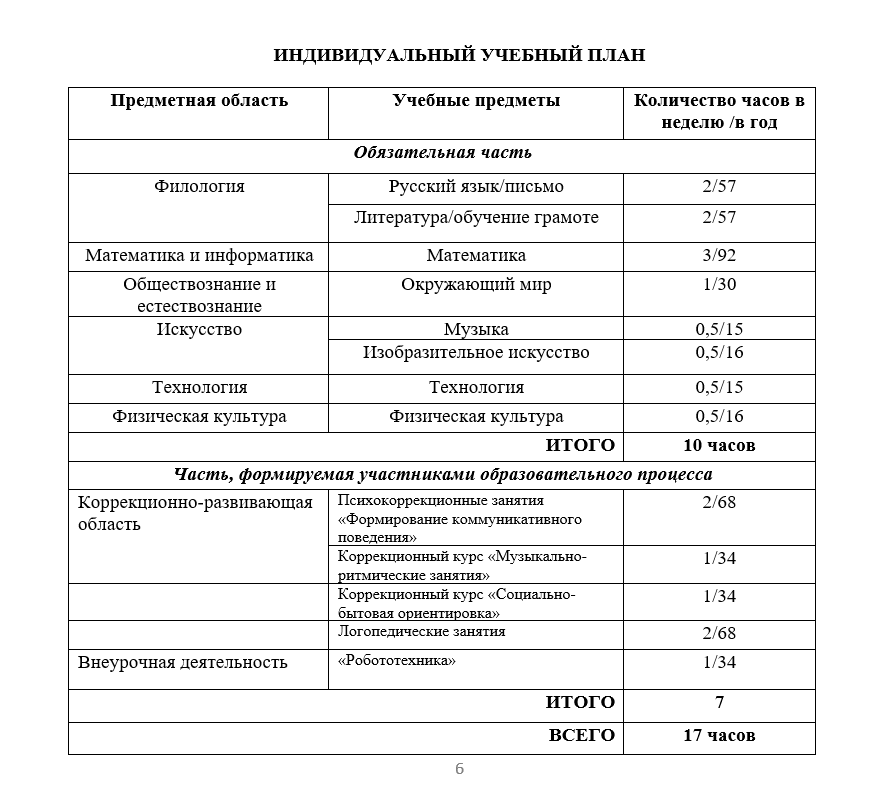 ИНДИВИДУАЛЬНЫЙ УЧЕБНЫЙ ПЛАН
Предметная область Учебные предметы Количество часов в
неделю /в год
Обязательная часть
Филология Русский язык/письмо 2/57
Литература/обучение грамоте 2/57
Математика и информатика Математика 3/92
Обществознание и Окружающий мир 1/30
естествознание
Искусство Музыка 0,5/15
Изобразительное искусство 0,5/16
Технология Технология 0,5/15
Физическая культура Физическая культура 0,5/16
ИТОГО 10 часов
Часть, формируемая участниками образовательного процесса
Коррекционно-развивающая Психокоррекционные занятия 2/68
область «Формирование коммуникативного
поведения»
Коррекционный курс «Музыкально- 1/34
ритмические занятия»
Коррекционный курс «Социально- 1/34
бытовая ориентировка»
Логопедические занятия 2/68
Внеурочная деятельность «Робототехника» 1/34
ИТОГО 7
ВСЕГО 17 часов
6